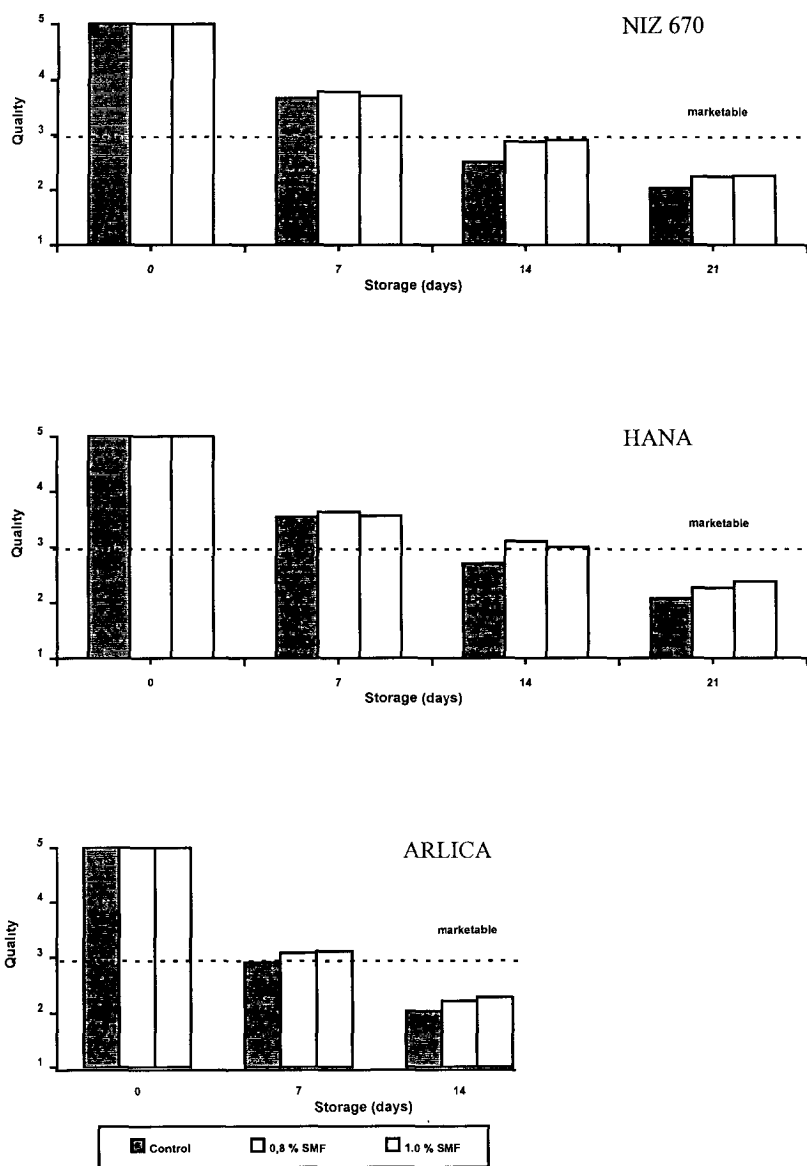 NIZ 670
5
4
3
2
1
Quality
marketable
0 7 14 21
Storage (days)
HANA
5
4
3
2
1
Quality
marketable
0 7 14 21
Storage (days)
ARLICA
5
4
3
2
1
Quality
marketable
0 7 14
Storage (days)
Control 0,8 % SMF 1.0 % SMF